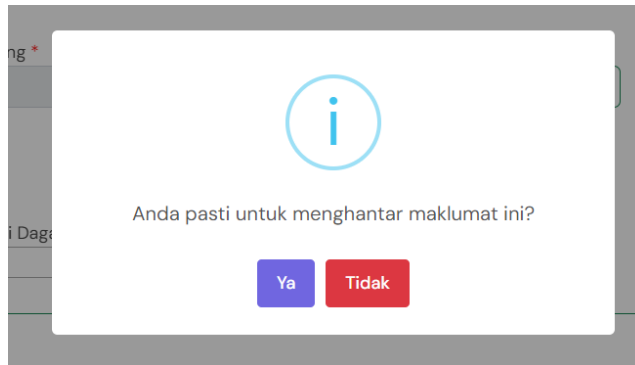 ng *
Anda pasti untuk menghantar maklumat ini?
i Daga
Ya Tidak